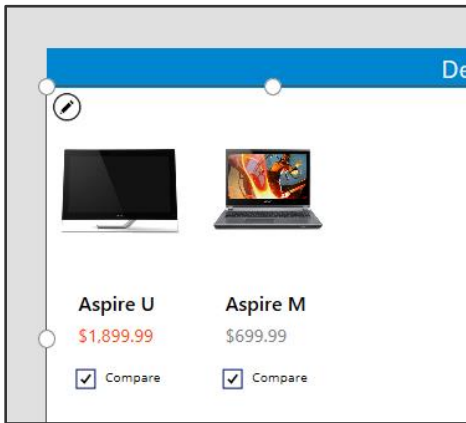 De
Aspire U
Aspire M
$1,899.99
$699.99
Compare
Compare